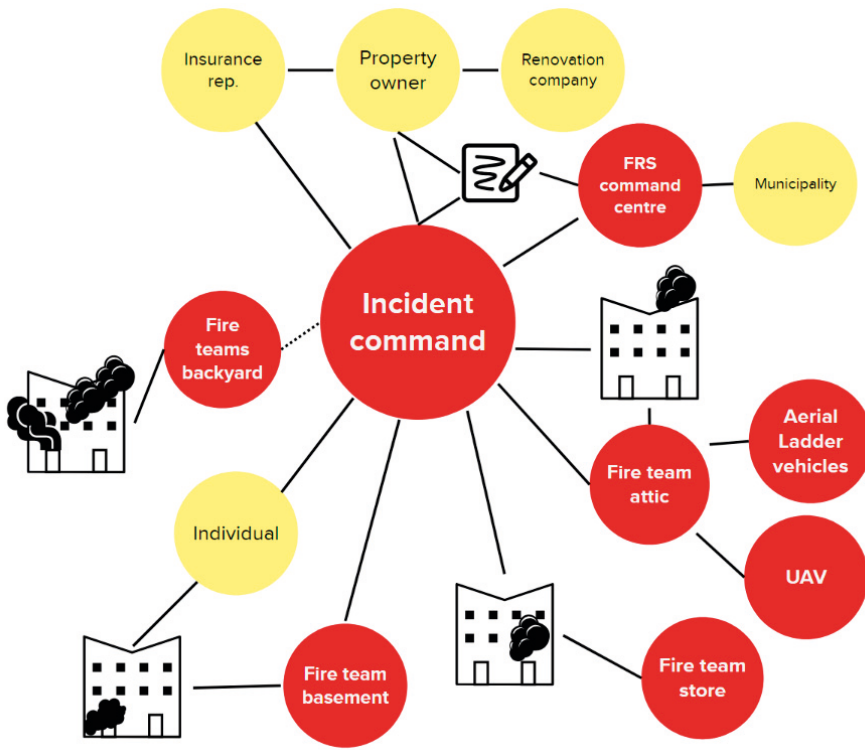 Insurance
rep.
Property
owner
Renovation
company
FRS
command
centre
Municipality
Incident
command
Fire
teams
backyard
Aerial
Ladder
vehicles
Fire team
attic
Individual
UAV
Fire team
basement
Fire team
store